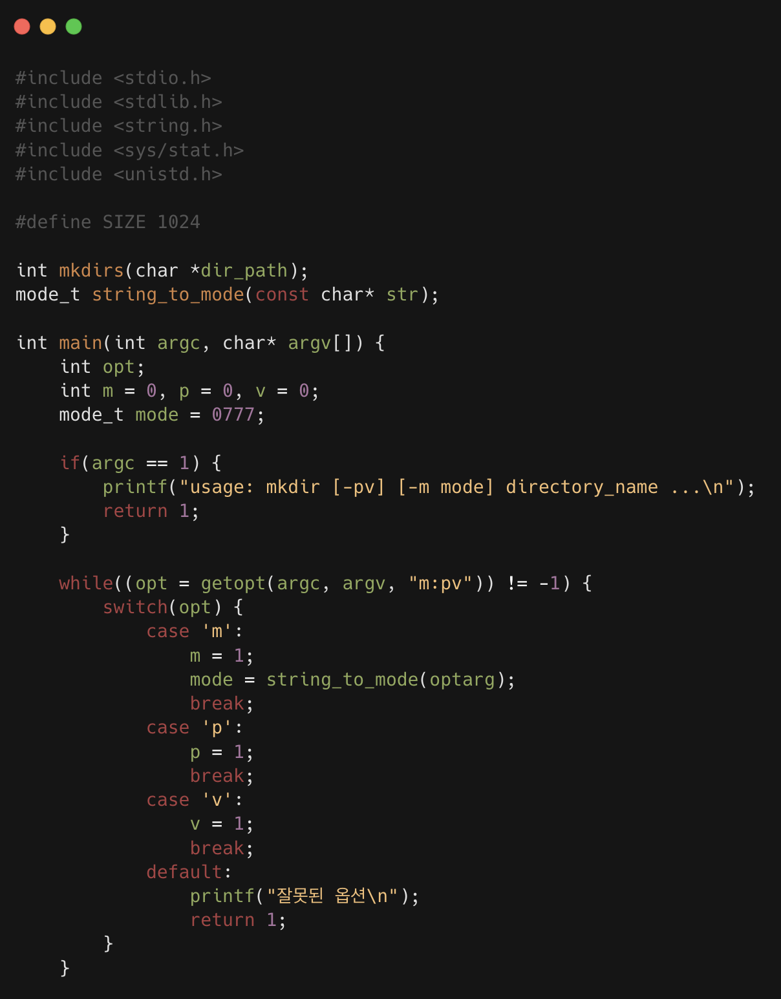 #include <stdio.h>
#include <stdlib.h>
#include <string.h>
#include <sys/stat.h>
#include <unistd.h>

#define SIZE 1024

int mkdirs(char *dir_path);
mode_t string_to_mode(const char* str);

int main(int argc, char* argv[]) {
    int opt;
    int m = 0, p = 0, v = 0;
    mode_t mode = 0777;

    if(argc == 1) {
        printf("usage: mkdir [-pv] [-m mode] directory_name ...\n");
        return 1;
    }

    while((opt = getopt(argc, argv, "m:pv")) != -1) {
        switch(opt) {
            case 'm':
                m = 1;
                mode = string_to_mode(optarg);
                break;
            case 'p':
                p = 1;
                break;
            case 'v':
                v = 1;
                break;
            default:
                printf("잘못된 옵션\n");
                return 1;
        }
    }